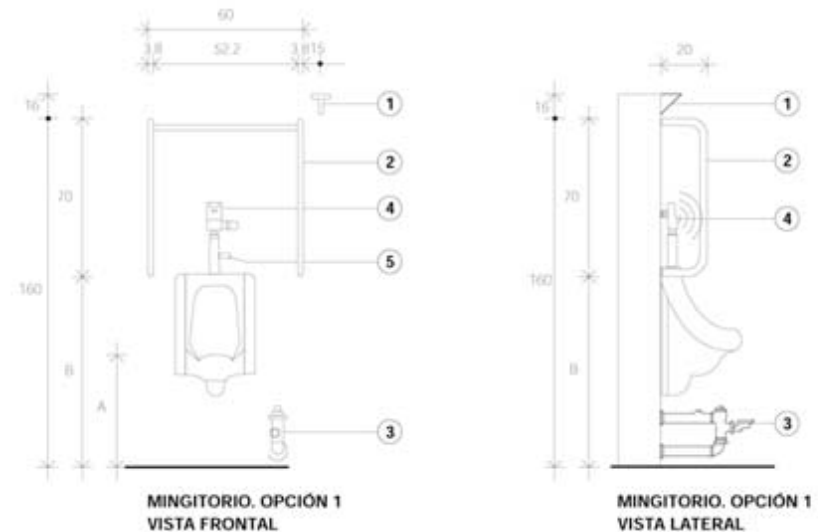 60
3.8 52.2 3.8 15
16
70
160
B
A
1
2
4
5
3
MINGITORIO. OPCIÓN 1
VISTA FRONTAL
20
16
70
160
B
1
2
4
3
MINGITORIO. OPCIÓN 1
VISTA LATERAL